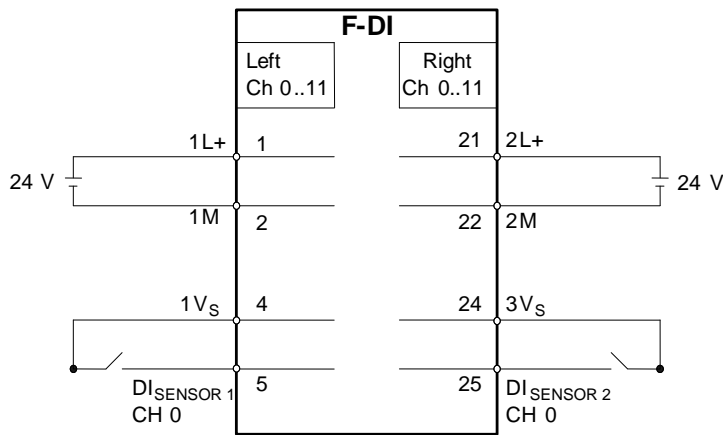 F-DI
Left
Ch 0..11
Right
Ch 0..11
1L+ 1 21 2L+
24 V 24 V
1M 2 22 2M
1VS 4 24 3VS
DISENSOR 1 5 25 DISENSOR 2
CH 0 CH 0